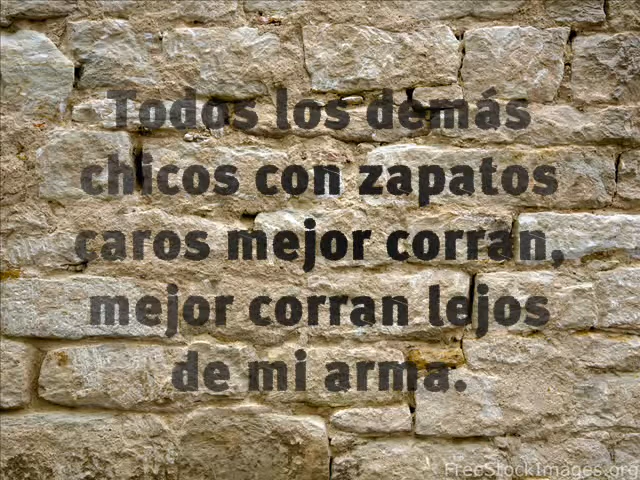 Todos los demás
chicos con zapatos
caros mejor corran,
mejor corran lejos
de mi arma.
FreeStockImages.org